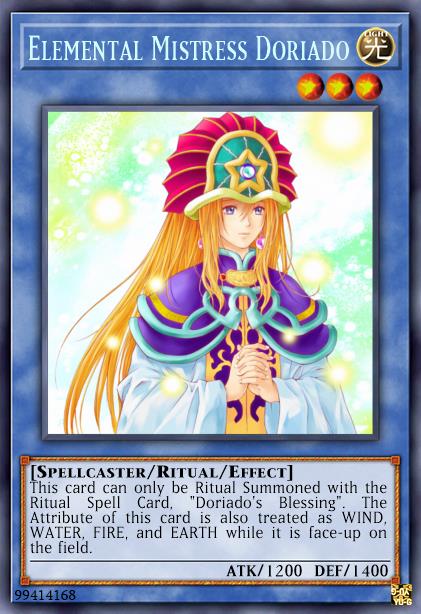 Elemental Mistress Doriado
LIGHT
光
[Spellcaster/Ritual/Effect]
This card can only be Ritual Summoned with the
Ritual Spell Card, "Doriado's Blessing". The
Attribute of this card is also treated as WIND,
WATER, FIRE, and EARTH while it is face-up on
the field.
ATK/1200 DEF/1400
99414168